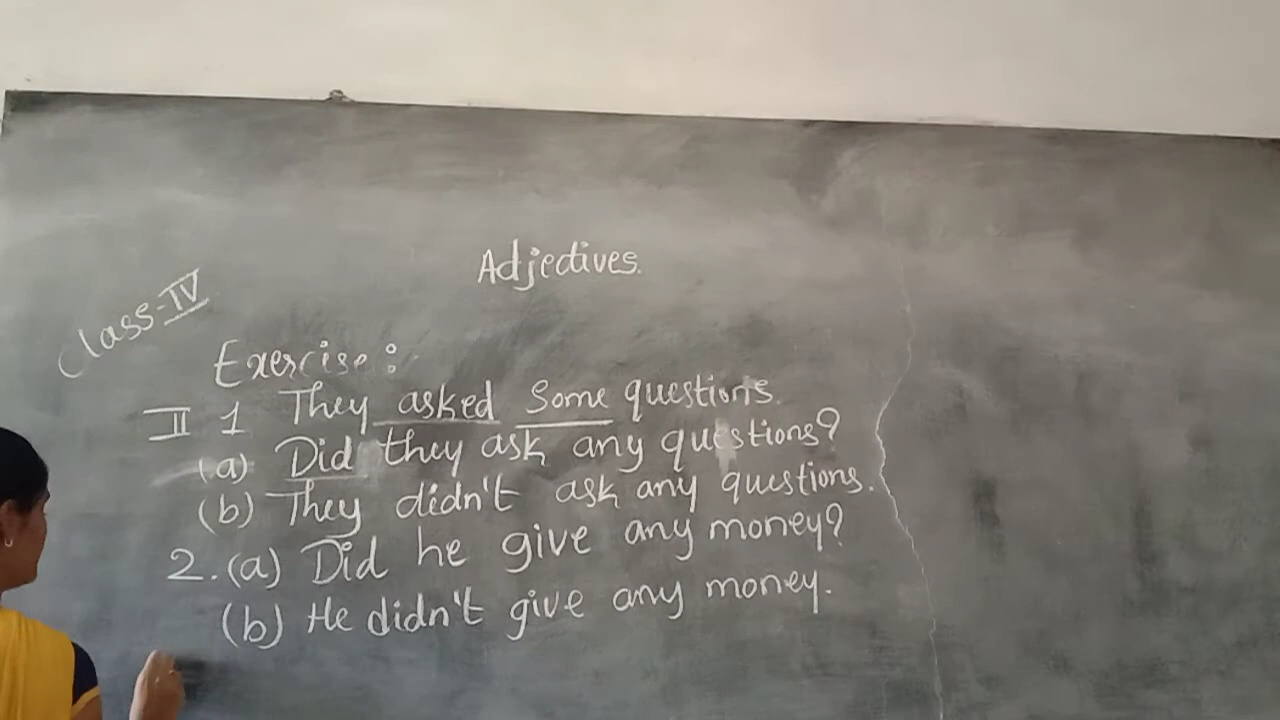 Adjectives.
Class-IV
Exercise:
II 1 They asked Some questions.
(a) Did they ask any questions?
(b) They didn't ask any questions.
2. (a) Did he give any money?
(b) He didn't give any money.